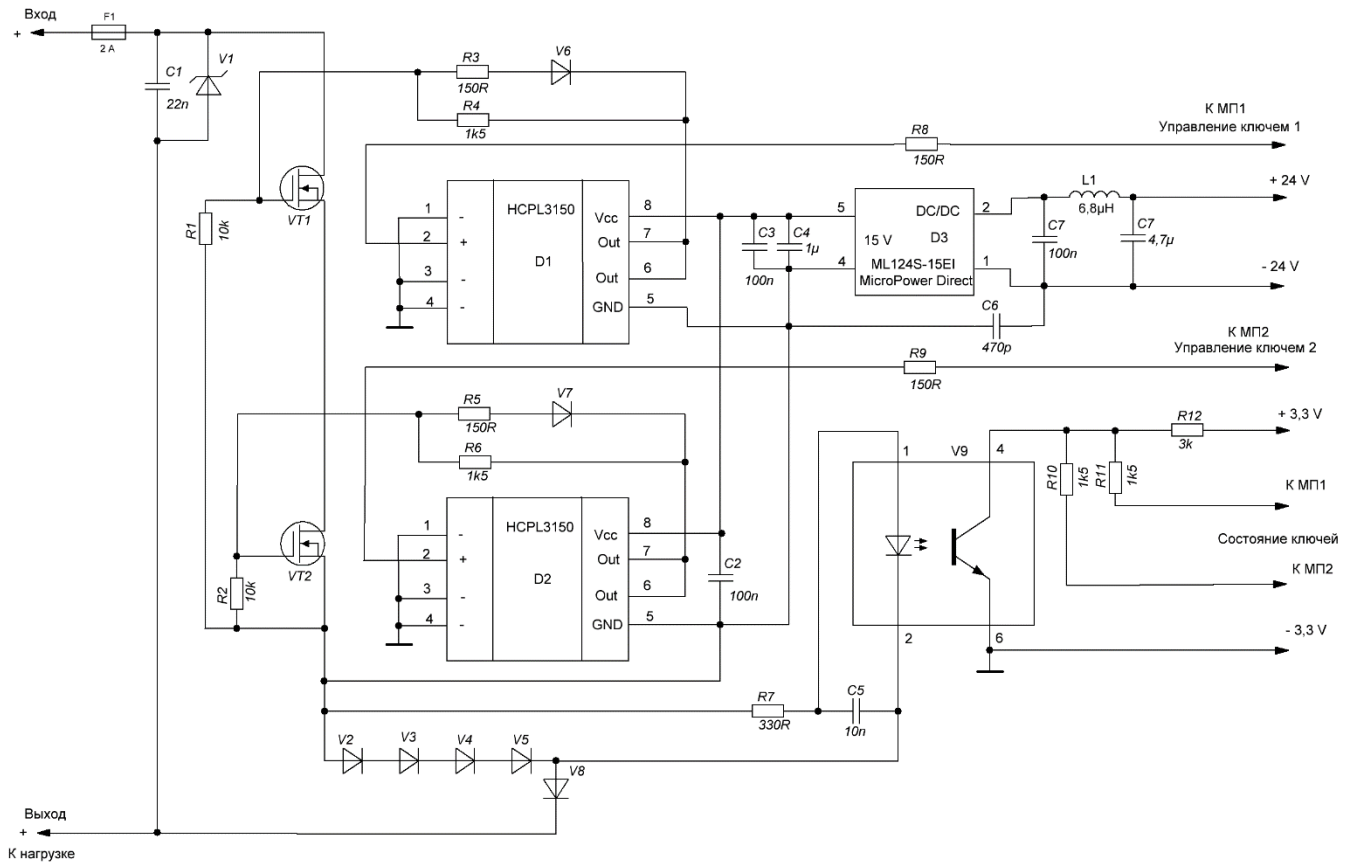 Вход
+
F1
2 A
C1
22n
V1
R3
150R
V6
R4
1k5
К МП1
Управление ключем 1
R8
150R
VT1
R1
10k
1
2
3
4
-
+
-
-
HCPL3150
D1
Vcc
Out
Out
GND
8
7
6
5
C3
100n
C4
1µ
5
4
DC/DC
15 V
D3
ML124S-15EI
MicroPower Direct
2
1
C7
100n
L1
6,8µH
C7
4,7µ
+ 24 V
- 24 V
C6
470p
К МП2
Управление ключем 2
R9
150R
R5
150R
V7
R6
1k5
VT2
R2
10k
1
2
3
4
-
+
-
-
HCPL3150
D2
Vcc
Out
Out
GND
8
7
6
5
C2
100n
1
V9
4
2
6
R12
3k
+ 3,3 V
R10
1k5
R11
1k5
К МП1
Состояние ключей
К МП2
- 3,3 V
R7
330R
C5
10n
V2
V3
V4
V5
V8
Выход
+
К нагрузке